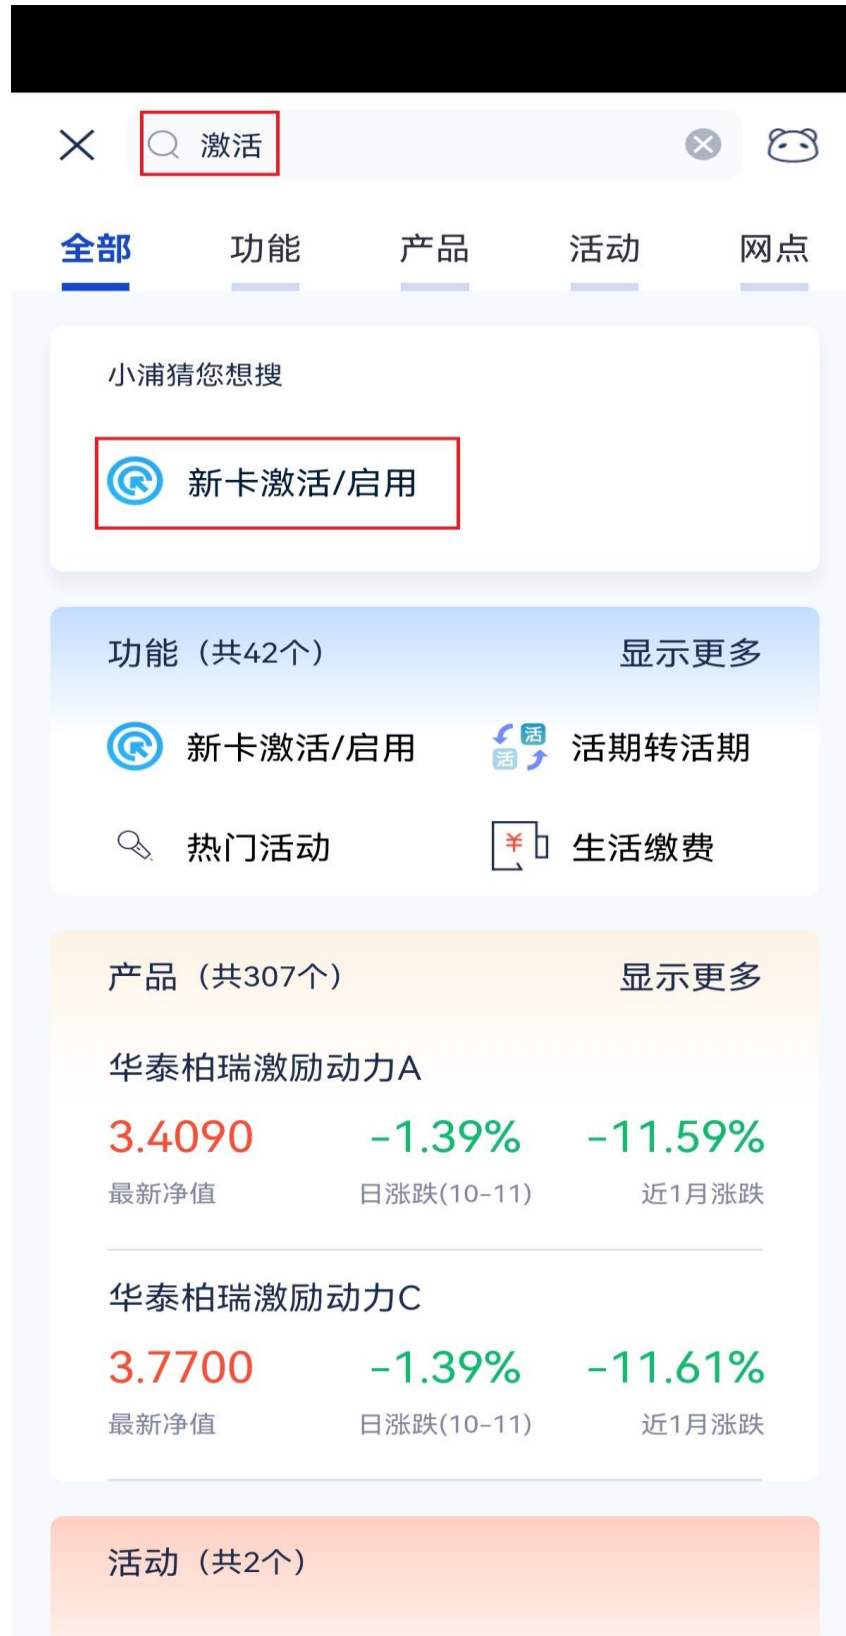 激活
全部 功能 产品 活动 网点
小浦猜您想搜
新卡激活/启用
功能（共42个） 显示更多
新卡激活/启用 活 活 活期转活期
热门活动 ¥ 生活缴费
产品（共307个） 显示更多
华泰柏瑞激励动力A
3.4090 -1.39% -11.59%
最新净值 日涨跌(10-11) 近1月涨跌
华泰柏瑞激励动力C
3.7700 -1.39% -11.61%
最新净值 日涨跌(10-11) 近1月涨跌
活动（共2个）